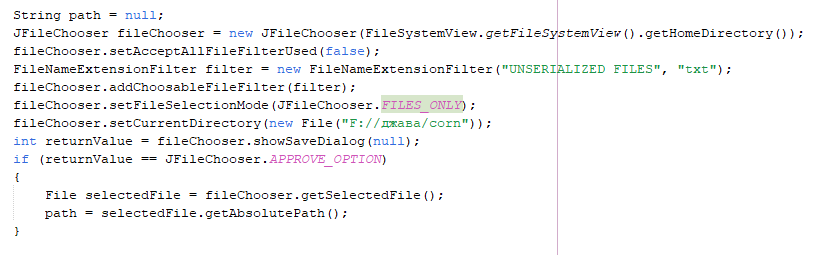 String path = null;
JFileChooser fileChooser = new JFileChooser(FileSystemView.getFileSystemView().getHomeDirectory());
fileChooser.setAcceptAllFileFilterUsed(false);
FileNameExtensionFilter filter = new FileNameExtensionFilter("UNSERIALIZED FILES", "txt");
fileChooser.addChoosableFileFilter(filter);
fileChooser.setFileSelectionMode(JFileChooser.FILES_ONLY);
fileChooser.setCurrentDirectory(new File("F://джава/corn"));
int returnValue = fileChooser.showSaveDialog(null);
if (returnValue == JFileChooser.APPROVE_OPTION)
{
    File selectedFile = fileChooser.getSelectedFile();
    path = selectedFile.getAbsolutePath();
}